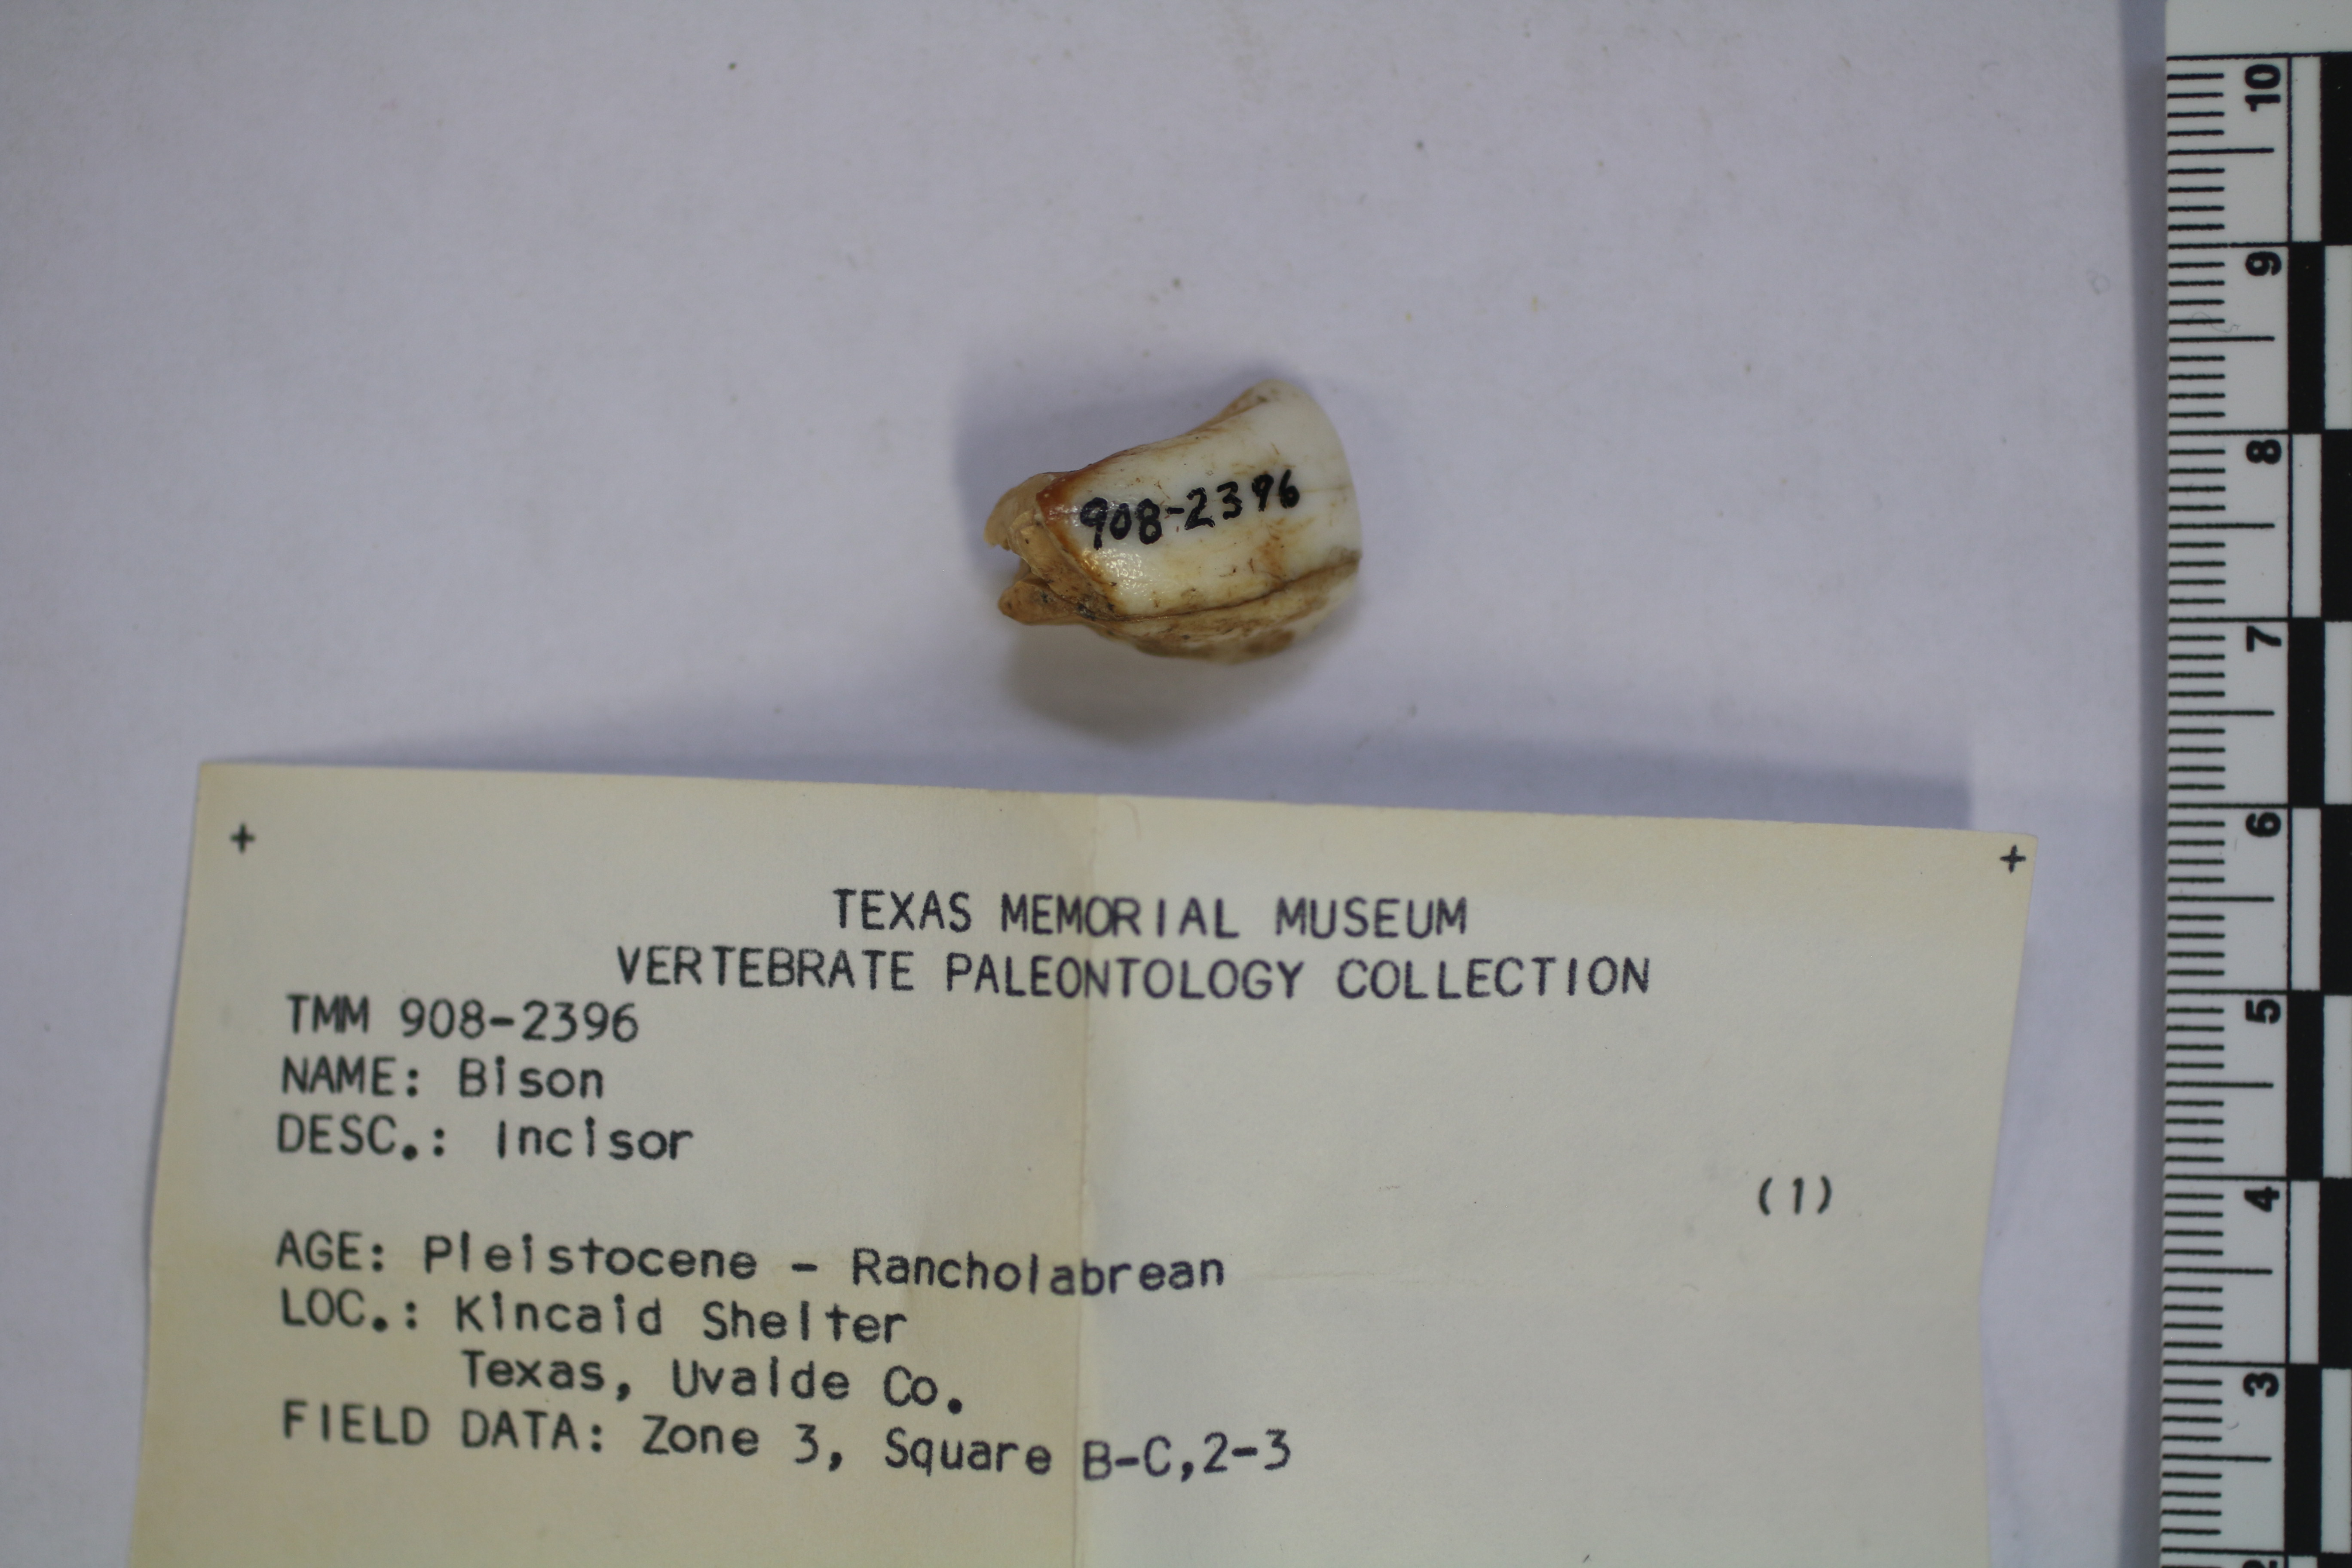 908-2396
+ +
TEXAS MEMORIAL MUSEUM
VERTEBRATE PALEONTOLOGY COLLECTION
TMM 908-2396
NAME: Bison
DESC.: Incisor
(1)
AGE: Pleistocene - Rancholabrean
LOC.: Kincaid Shelter
Texas, Uvalde Co.
FIELD DATA: Zone 3, Square B-C,2-3
10
9
8
7
6
5
4
3
2